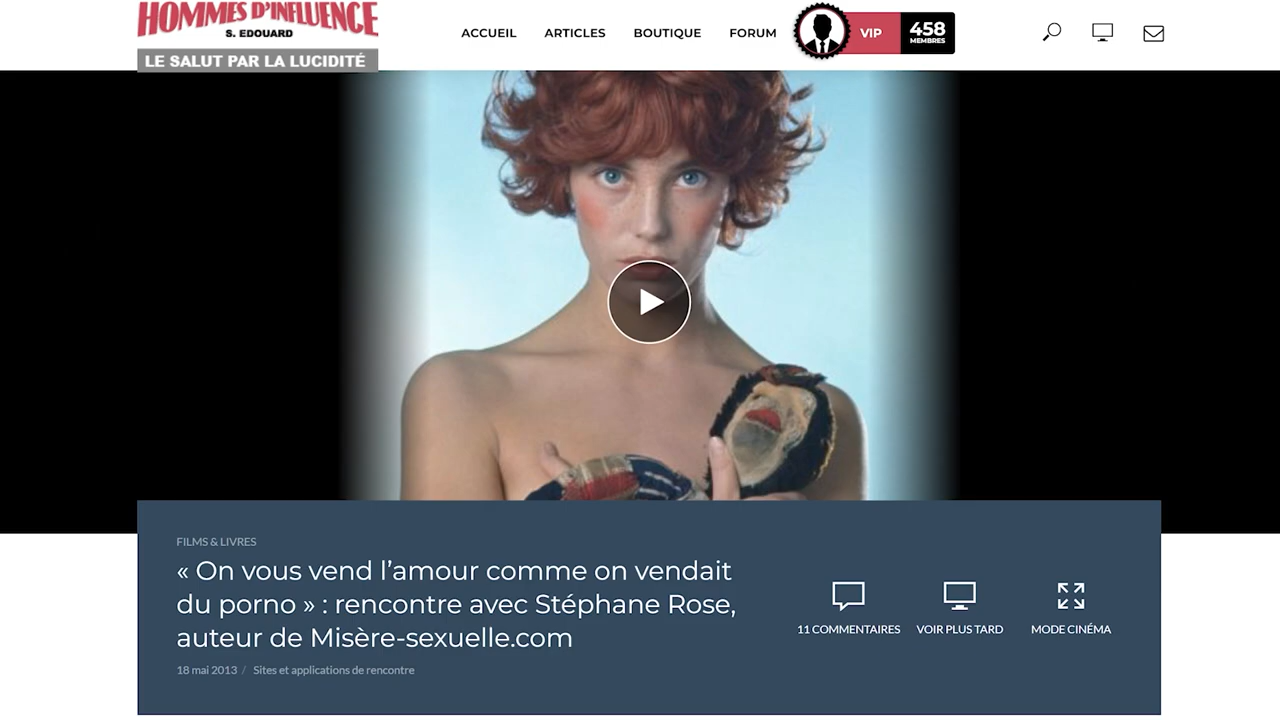 HOMMES D'INFLUENCE
S. EDOUARD
LE SALUT PAR LA LUCIDITÉ
ACCUEIL
ARTICLES
BOUTIQUE
FORUM
VIP
458
MEMBRES
FILMS & LIVRES
« On vous vend l’amour comme on vendait
du porno » : rencontre avec Stéphane Rose,
auteur de Misère-sexuelle.com
18 mai 2013 / Sites et applications de rencontre
11 COMMENTAIRES
VOIR PLUS TARD
MODE CINÉMA